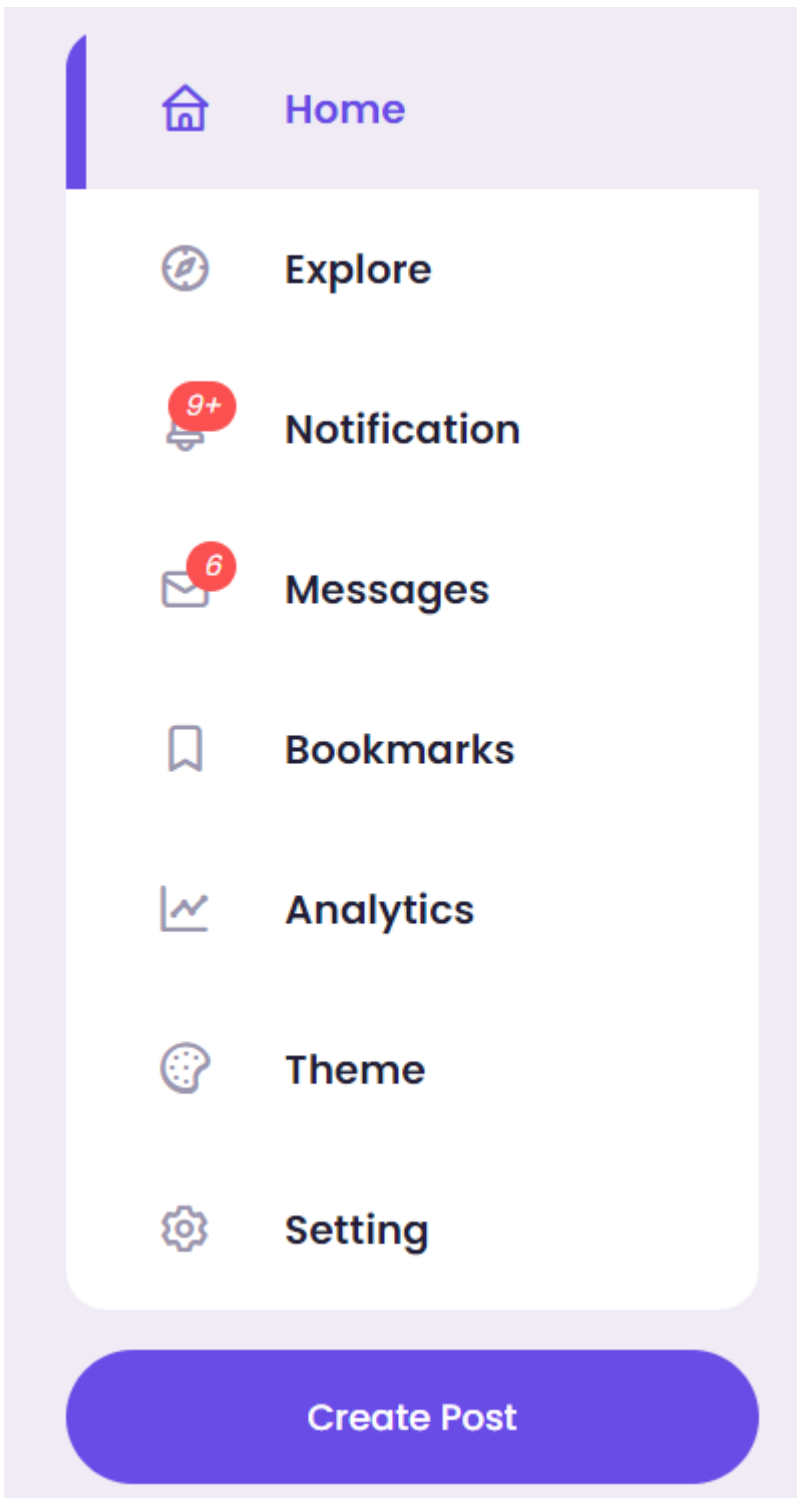 Home
Explore
9+
Notification
6
Messages
Bookmarks
Analytics
Theme
Setting
Create Post